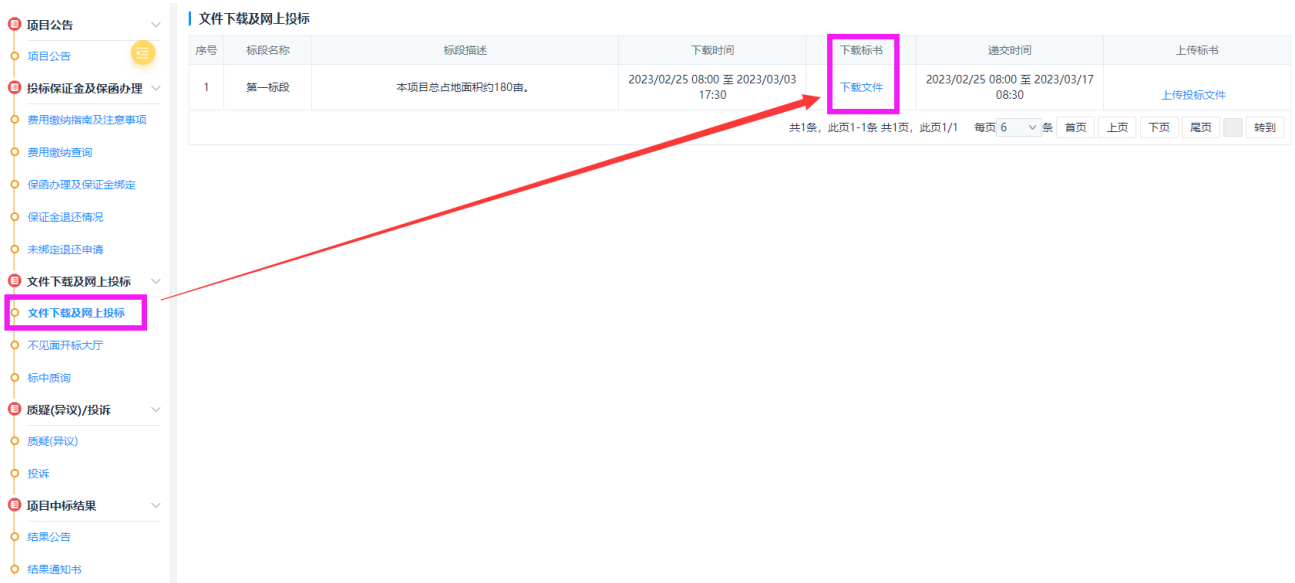 项目公告
项目公告
投标保证金及保函办理
费用缴纳指南及注意事项
费用缴纳查询
保函办理及保证金绑定
保证金退还情况
未绑定退还申请
文件下载及网上投标
文件下载及网上投标
不见面开标大厅
标中质询
质疑(异议)/投诉
质疑(异议)
投诉
项目中标结果
结果公告
结果通知书
文件下载及网上投标
序号 标段名称 标段描述 下载时间 下载标书 递交时间 上传标书
1 第一标段 本项目总占地面积约180亩。 2023/02/25 08:00 至 2023/03/03 下载文件 2023/02/25 08:00 至 2023/03/17 上传投标文件
17:30 08:30
共1条，此页1-1条 共1页，此页1/1 每页 6 条 首页 上页 下页 尾页 转到